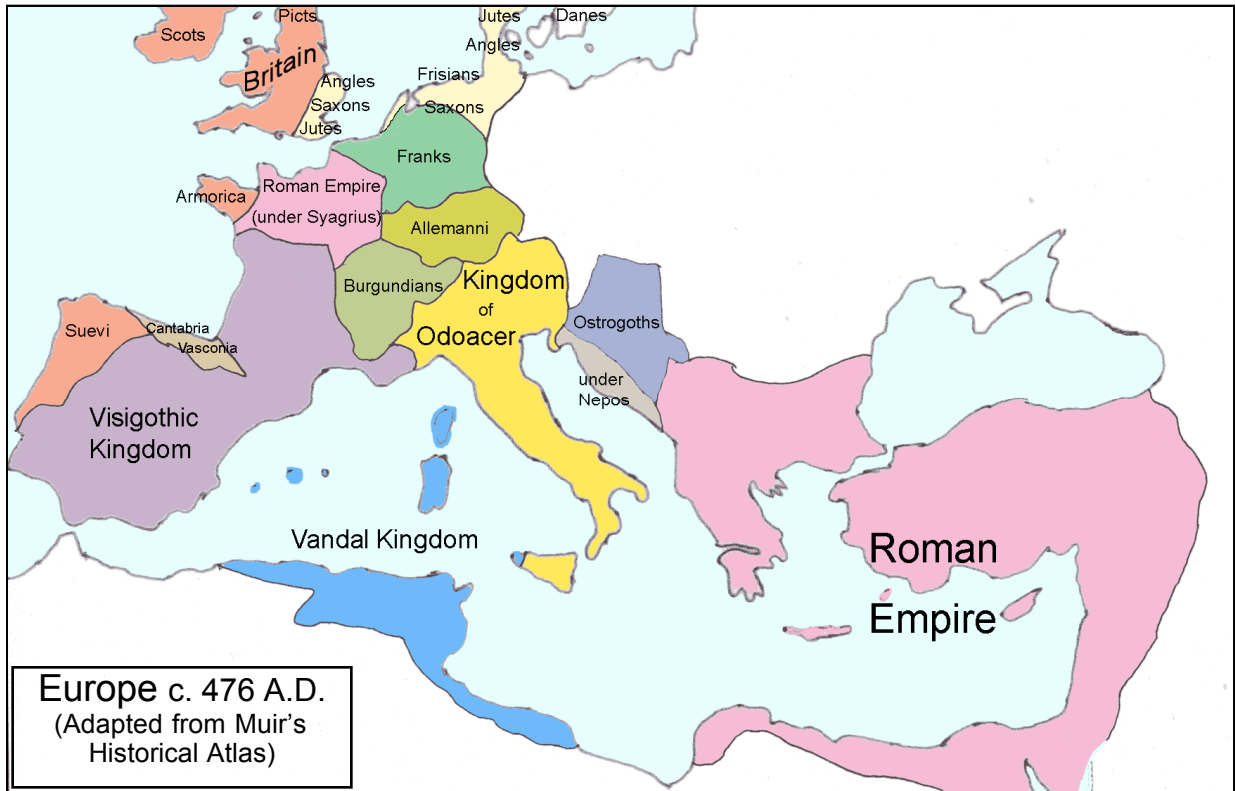 Picts
Jutes
Danes
Scots
Angles
Britain
Frisians
Angles
Saxons
Saxons
Jutes
Franks
Armorica
Roman Empire
(under Syagrius)
Allemanni
Burgundians
Kingdom
of
Odoacer
Suevi
Cantabria
Vasconia
Ostrogoths
under
Nepos
Visigothic
Kingdom
Vandal Kingdom
Roman
Empire
Europe c. 476 A.D.
(Adapted from Muir’s
Historical Atlas)